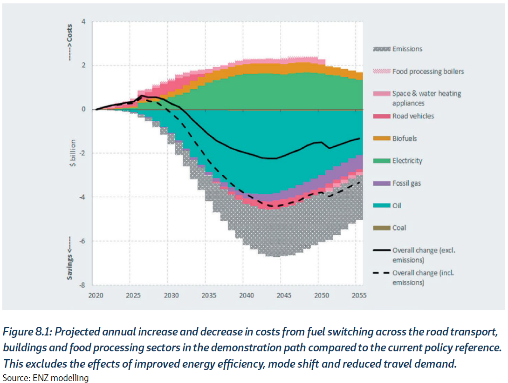 ----> Costs
4
2
0
-2
-4
-6
-8
$ billion
Savings <----
2020
2025
2030
2035
2040
2045
2050
2055
Emissions
Food processing boilers
Space & water heating
appliances
Road vehicles
Biofuels
Electricity
Fossil gas
Oil
Coal
Overall change (excl.
emissions)
Overall change (incl.
emissions)
Figure 8.1: Projected annual increase and decrease in costs from fuel switching across the road transport,
buildings and food processing sectors in the demonstration path compared to the current policy reference.
This excludes the effects of improved energy efficiency, mode shift and reduced travel demand.
Source: ENZ modelling